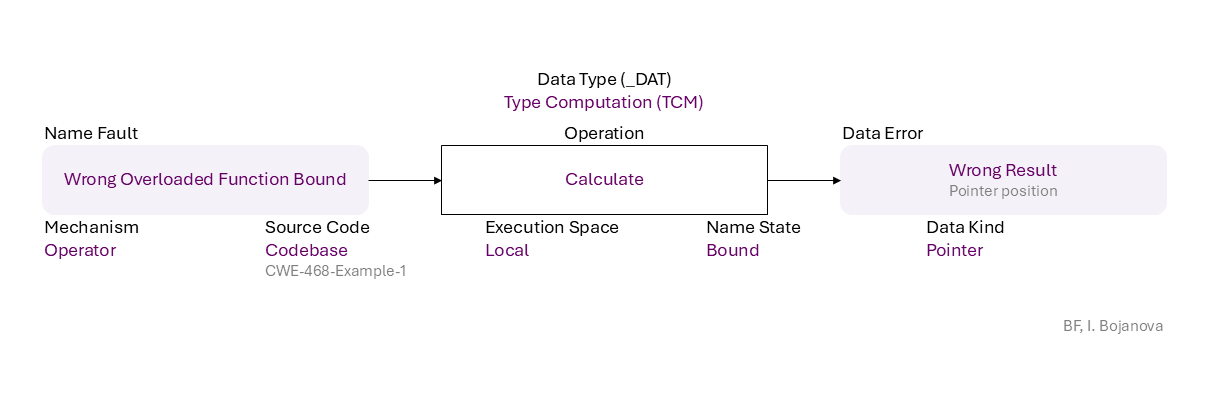 Data Type (_DAT)
Type Computation (TCM)
Name Fault
Operation
Data Error
Wrong Overloaded Function Bound
Calculate
Wrong Result
Pointer position
Mechanism
Operator
Source Code
Codebase
CWE-468-Example-1
Execution Space
Local
Name State
Bound
Data Kind
Pointer
BF, I. Bojanova